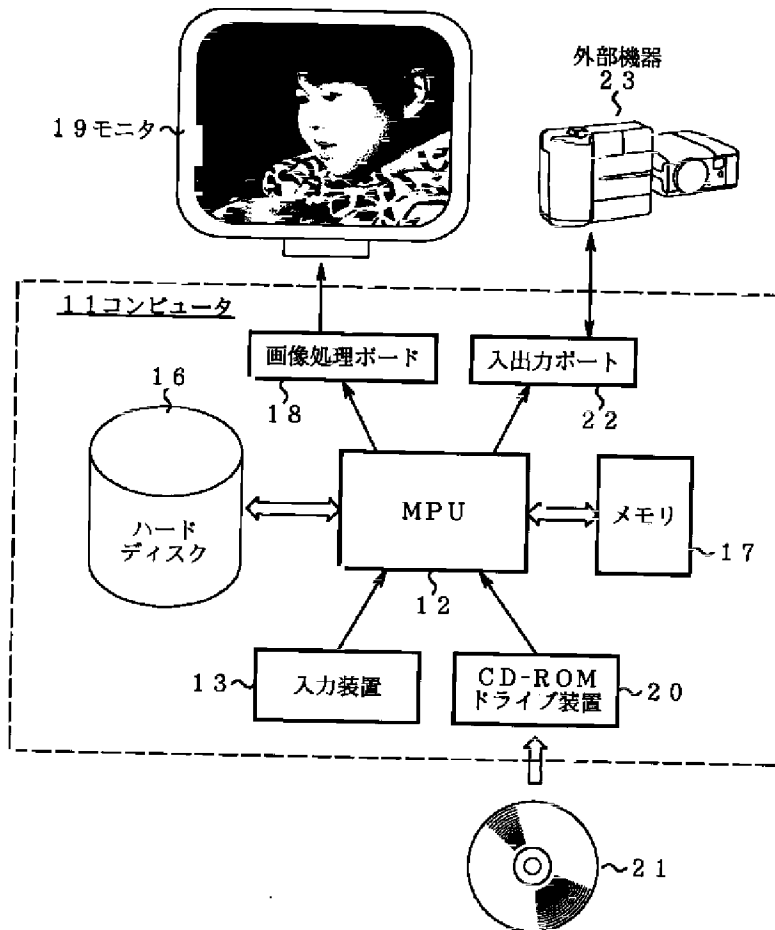 外部機器
２３
１９モニタ
１１コンピュータ
画像処理ボード
１８
入出力ポート
２２
１６
ハード
ディスク
MPU
１２
メモリ
１７
１３
入力装置
CD-ROM
ドライブ装置
２０
２１